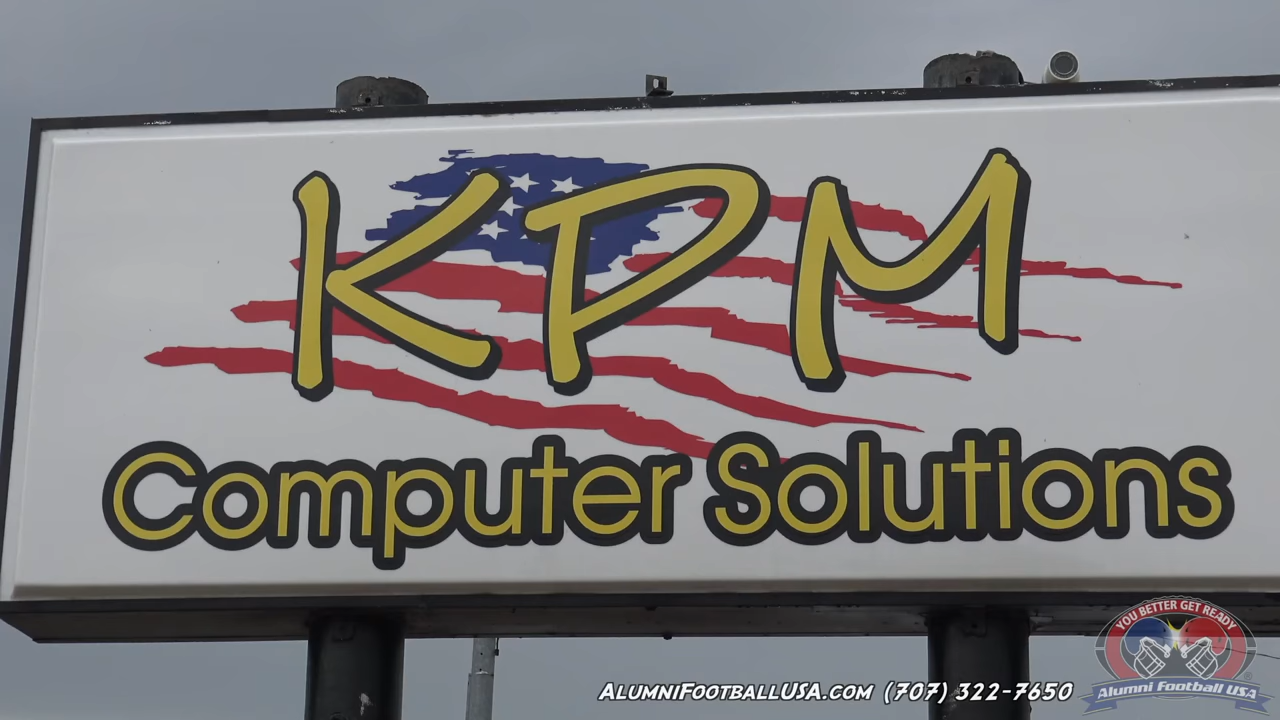 KPM
Computer Solutions
YOU BETTER GET READY
Alumni Football USA
ALUMNIFOOTBALLUSA.COM (707) 322-7650